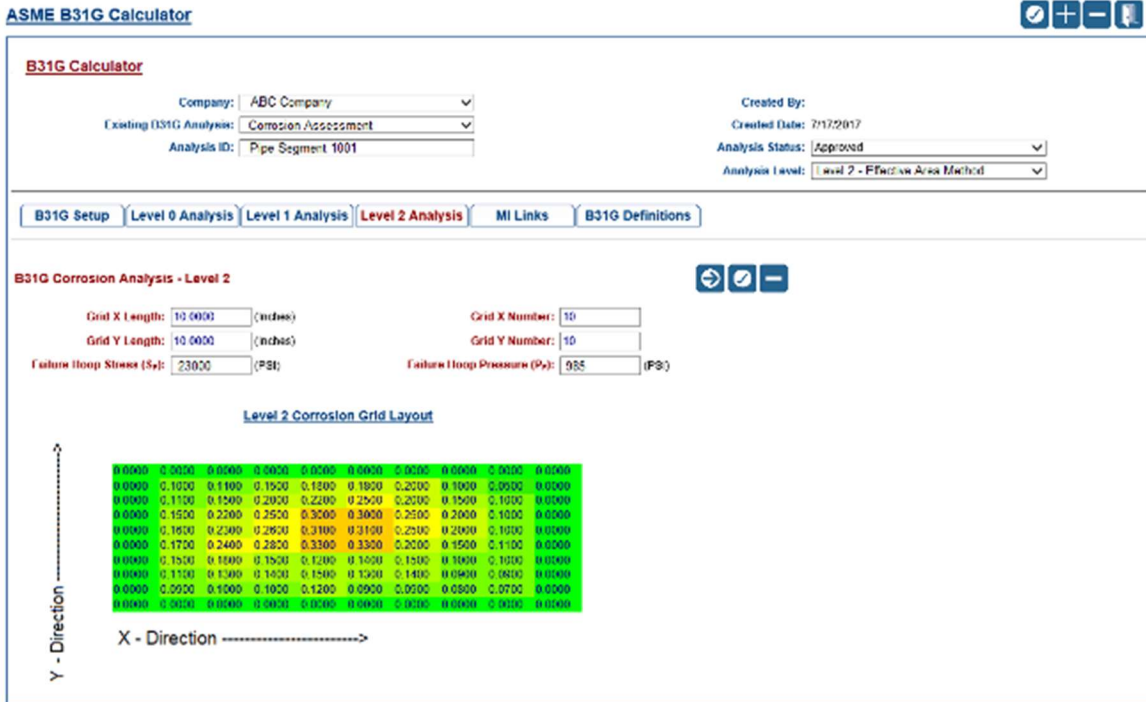 ASME B31G Calculator
B31G Calculator
Company: ABC Company
Created By:
Existing B31G Analysis: Corrosion Assessment
Created Date: 7/17/2017
Analysis ID: Pipe Segment 1001
Analysis Status: Approved
Analysis Level: Level 2 - Effective Area Method
B31G Setup Level 0 Analysis Level 1 Analysis Level 2 Analysis MI Links B31G Definitions
B31G Corrosion Analysis - Level 2
Grid X Length: 10.0000 (inches) Grid X Number: 10
Grid Y Length: 10.0000 (inches) Grid Y Number: 10
Failure Hoop Stress (SF): 23000 (PSI) Failure Hoop Pressure (PF): 985 (PSI)
Level 2 Corrosion Grid Layout
0.0000 0.0000 0.0000 0.0000 0.0000 0.0000 0.0000 0.0000 0.0000 0.0000
0.0000 0.1000 0.1100 0.1500 0.1800 0.1800 0.2000 0.1000 0.0500 0.0000
0.0000 0.1100 0.1500 0.2000 0.2200 0.2500 0.2000 0.1500 0.1000 0.0000
0.0000 0.1500 0.2200 0.2500 0.3000 0.3000 0.2500 0.2000 0.1000 0.0000
0.0000 0.1600 0.2300 0.2600 0.3100 0.3100 0.2500 0.2000 0.1000 0.0000
0.0000 0.1700 0.2400 0.2800 0.3300 0.3300 0.2000 0.1500 0.1100 0.0000
0.0000 0.1500 0.1800 0.1500 0.1200 0.1400 0.1500 0.1000 0.1000 0.0000
0.0000 0.1100 0.1300 0.1400 0.1500 0.1300 0.1400 0.0900 0.0800 0.0000
0.0000 0.0900 0.1000 0.1000 0.1200 0.0900 0.0900 0.0800 0.0700 0.0000
0.0000 0.0000 0.0000 0.0000 0.0000 0.0000 0.0000 0.0000 0.0000 0.0000
Y - Direction ------------------------>
X - Direction ------------------------>